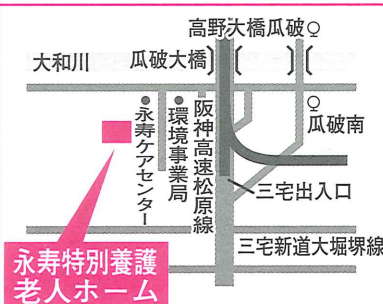 高野大橋
瓜破
大和川
瓜破大橋
瓜破南
永寿ケアセンター
環境事業局
阪神高速松原線
三宅出入口
三宅新道大堀堺線
永寿特別養護
老人ホーム